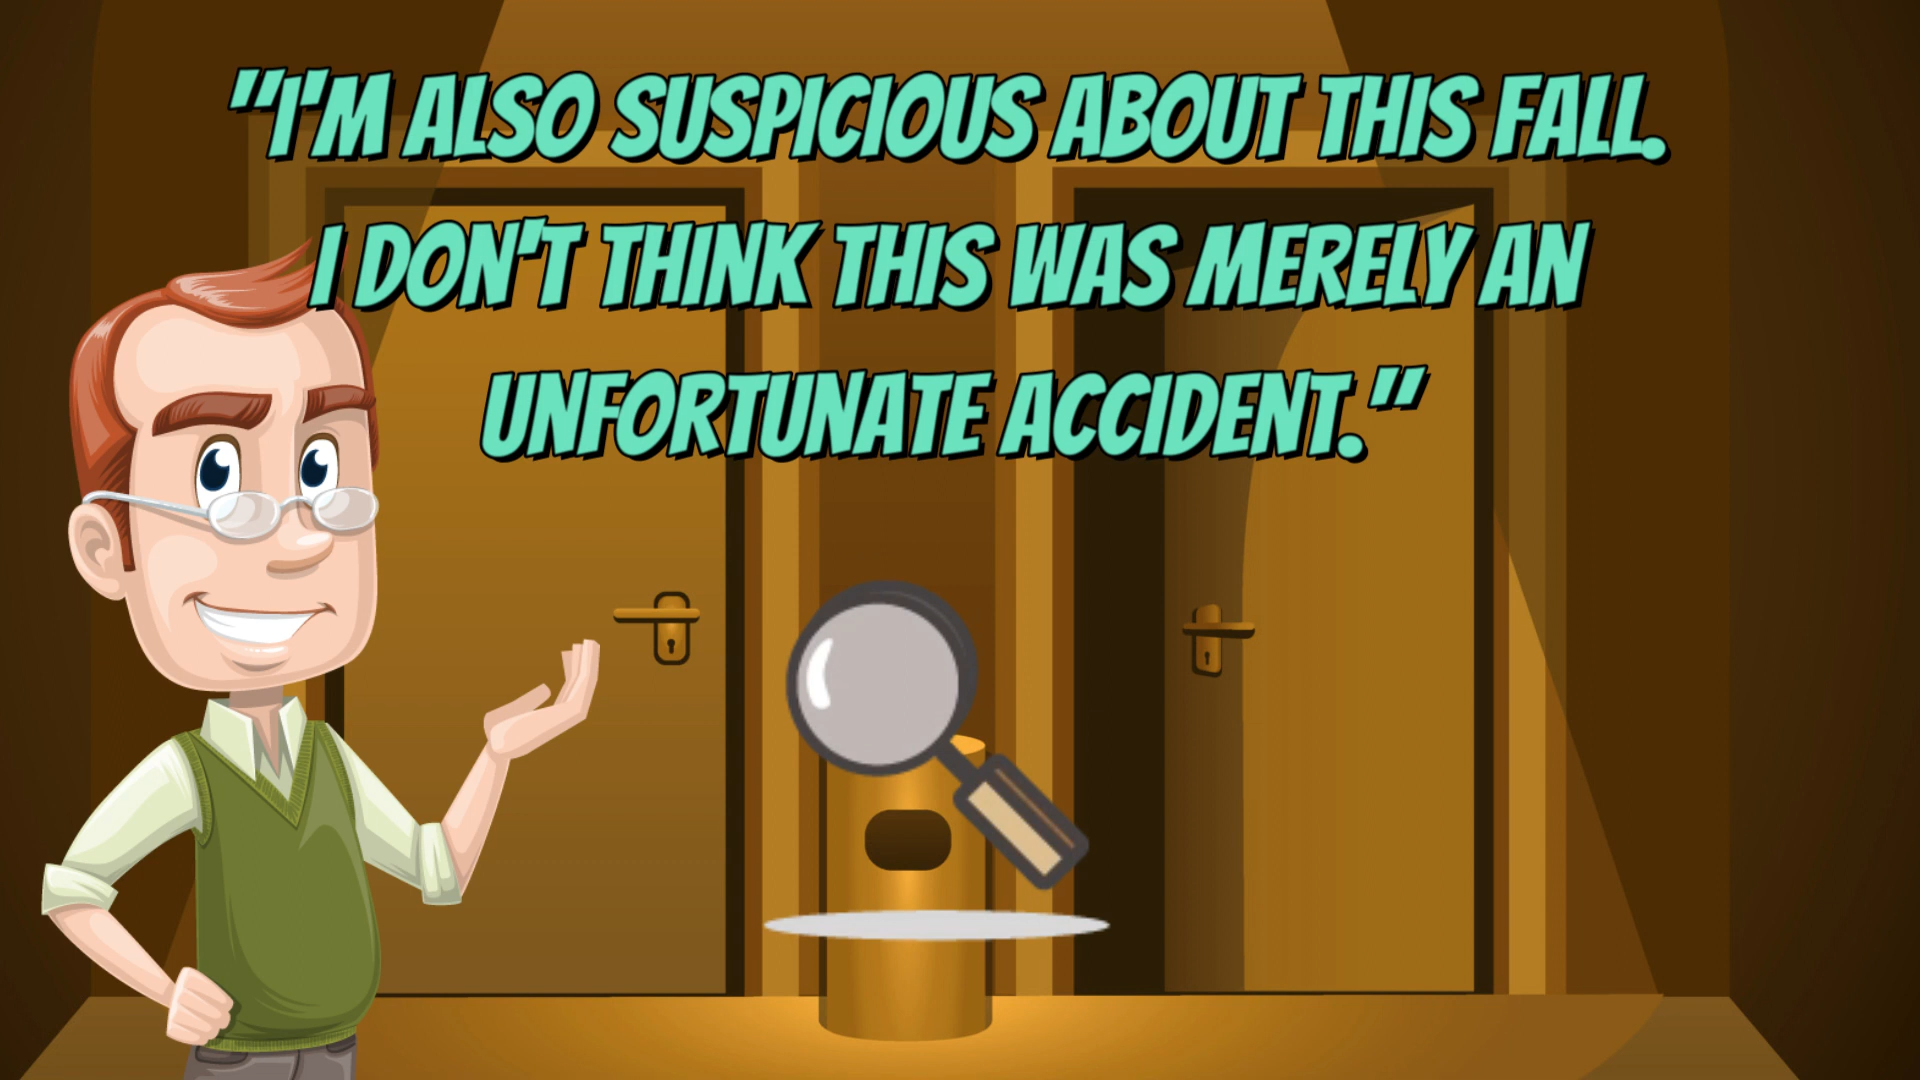 "I'M ALSO SUSPICIOUS ABOUT THIS FALL.
I DON'T THINK THIS WAS MERELY AN
UNFORTUNATE ACCIDENT."